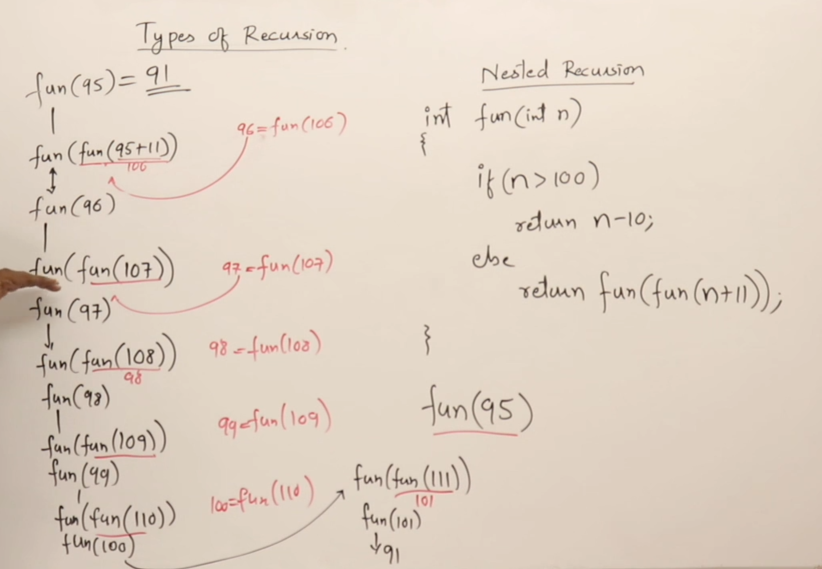 Types of Recursion
fun(95) = 91
fun(fun(95+11))
106
96 = fun(106)
fun(96)
fun(fun(107))
97 = fun(107)
fun(97)
fun(fun(108))
98
98 = fun(108)
fun(98)
fun(fun(109))
99 = fun(109)
fun(99)
fun(fun(110))
100 = fun(110)
fun(100)
fun(fun(111))
101
fun(101)
91
Nested Recursion
int fun(int n)
{
if(n>100)
return n-10;
else
return fun(fun(n+11));
}
fun(95)